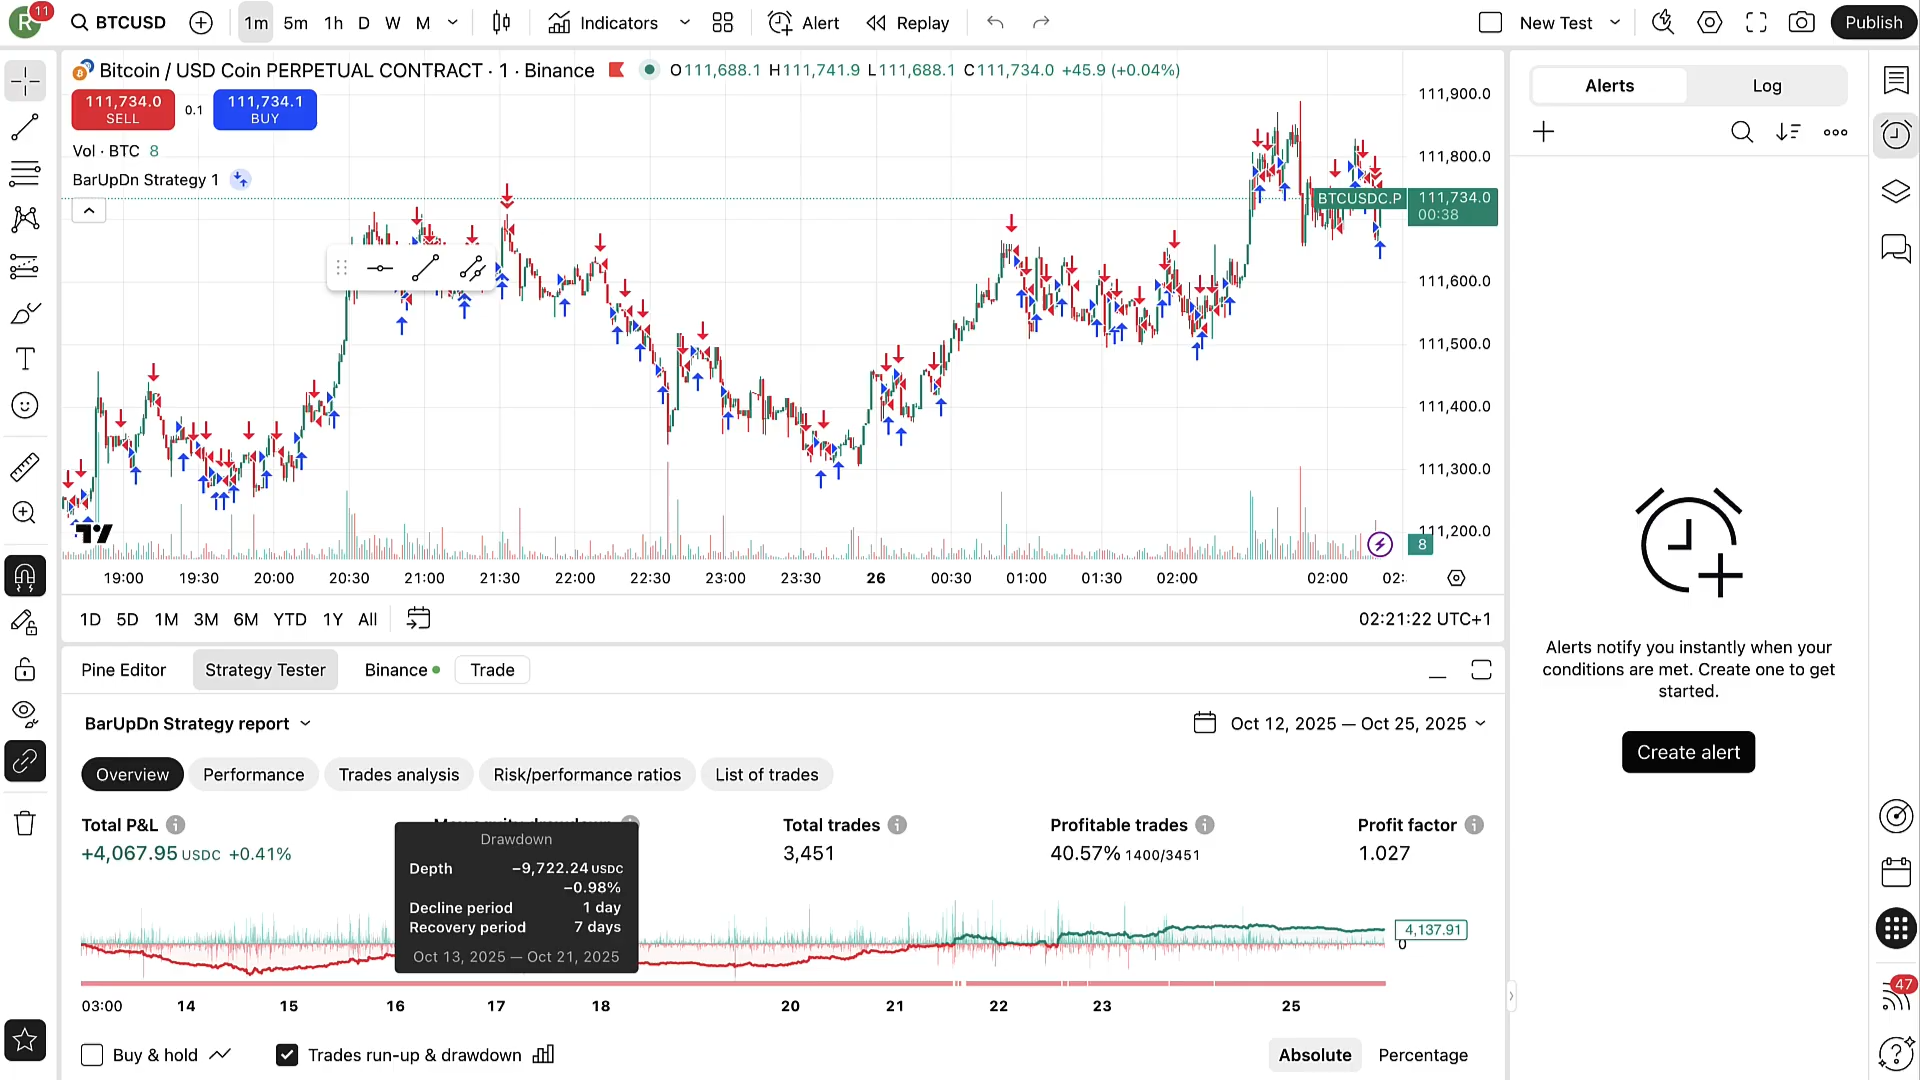 R
11
BTCUSD
1m
5m
1h
D
W
M
Indicators
Alert
Replay
New Test
Publish
Bitcoin / USD Coin PERPETUAL CONTRACT · 1 · Binance
O111,688.1 H111,741.9 L111,688.1 C111,734.0 +45.9 (+0.04%)
111,734.0
SELL
0.1
111,734.1
BUY
Vol · BTC 8
BarUpDn Strategy 1
111,900.0
111,800.0
BTCUSDC.P
111,734.0
00:38
111,600.0
111,500.0
111,400.0
111,300.0
111,200.0
8
19:00 19:30 20:00 20:30 21:00 21:30 22:00 22:30 23:00 23:30 26 00:30 01:00 01:30 02:00 02:00 02:
1D 5D 1M 3M 6M YTD 1Y All
02:21:22 UTC+1
Alerts
Log
Alerts notify you instantly when your
conditions are met. Create one to get
started.
Create alert
Pine Editor
Strategy Tester
Binance
Trade
BarUpDn Strategy report
Oct 12, 2025 — Oct 25, 2025
Overview
Performance
Trades analysis
Risk/performance ratios
List of trades
Total P&L
+4,067.95 USDC +0.41%
Total trades
3,451
Profitable trades
40.57% 1400/3451
Profit factor
1.027
Drawdown
Depth −9,722.24 USDC
−0.98%
Decline period 1 day
Recovery period 7 days
Oct 13, 2025 — Oct 21, 2025
4,137.91
0
03:00 14 15 16 17 18 20 21 22 23 25
Buy & hold
Trades run-up & drawdown
Absolute
Percentage
47